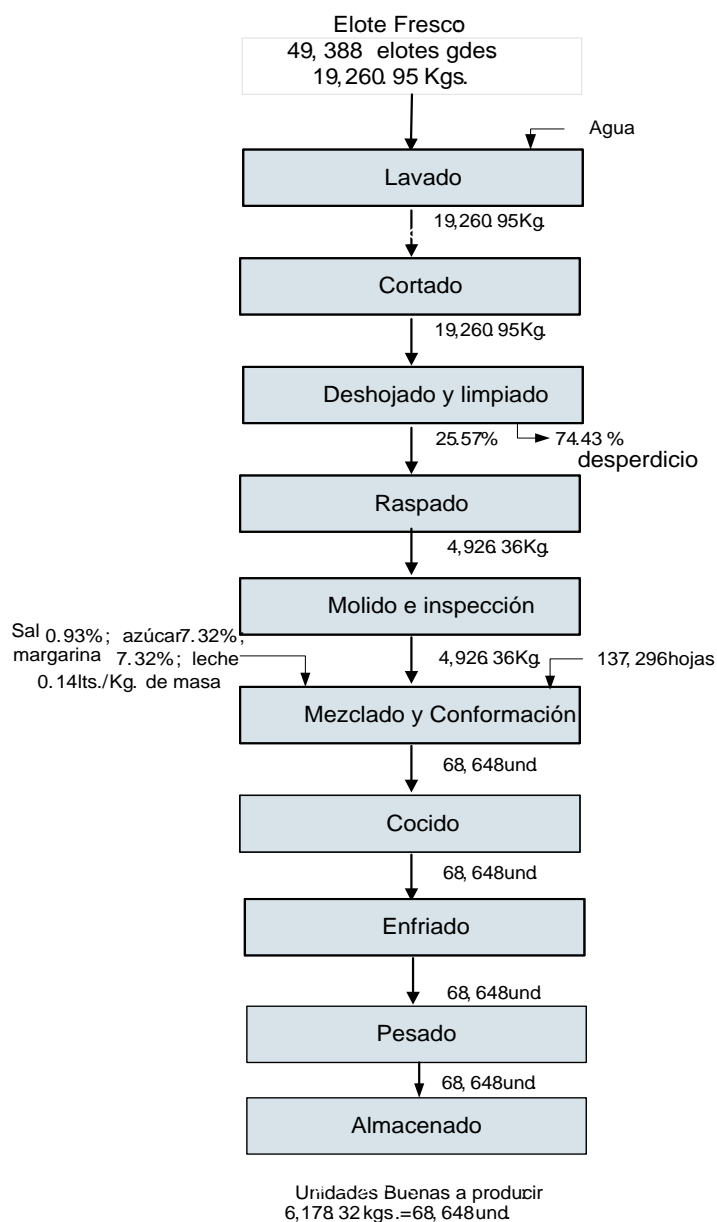 Elote Fresco
49, 388 elotes gdes
19,260.95 Kgs.
Agua
Lavado
19,260.95Kg.
Cortado
19,260.95Kg.
Deshojado y limpiado
25.57%
74.43 %
desperdicio
Raspado
4,926.36Kg.
Molido e inspección
Sal 0.93%; azúcar7.32%;
margarina 7.32%; leche
0.14lts./Kg. de masa
4,926.36Kg.
137,296hojas
Mezclado y Conformación
68,648und.
Cocido
68,648und.
Enfriado
68,648und.
Pesado
68,648und.
Almacenado
Unidades Buenas a producir
6,178.32 kgs.=68, 648und.